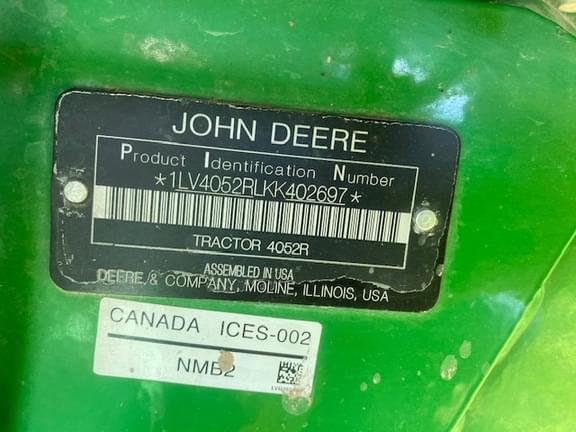 JOHN DEERE
Product Identification Number
*1LV4052RLKK402697*
TRACTOR 4052R
ASSEMBLED IN USA
DEERE & COMPANY, MOLINE, ILLINOIS, USA
CANADA ICES-002
NMB2